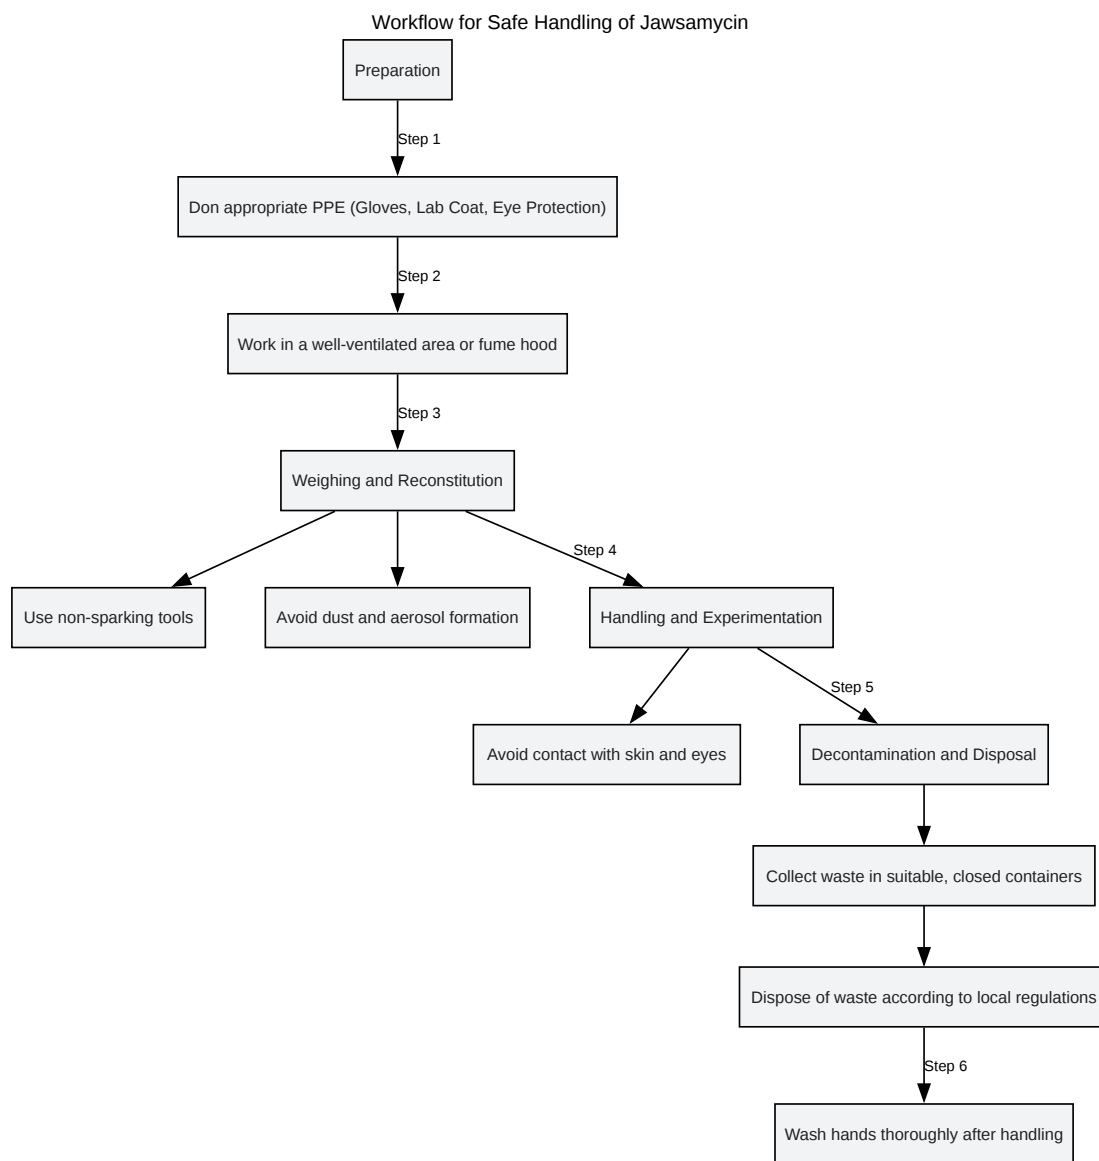 Workflow for Safe Handling of Jawsamycin
Preparation
Step 1
Don appropriate PPE (Gloves, Lab Coat, Eye Protection)
Step 2
Work in a well-ventilated area or fume hood
Step 3
Weighing and Reconstitution
Step 4
Use non-sparking tools
Avoid dust and aerosol formation
Handling and Experimentation
Step 5
Avoid contact with skin and eyes
Decontamination and Disposal
Collect waste in suitable, closed containers
Dispose of waste according to local regulations
Step 6
Wash hands thoroughly after handling